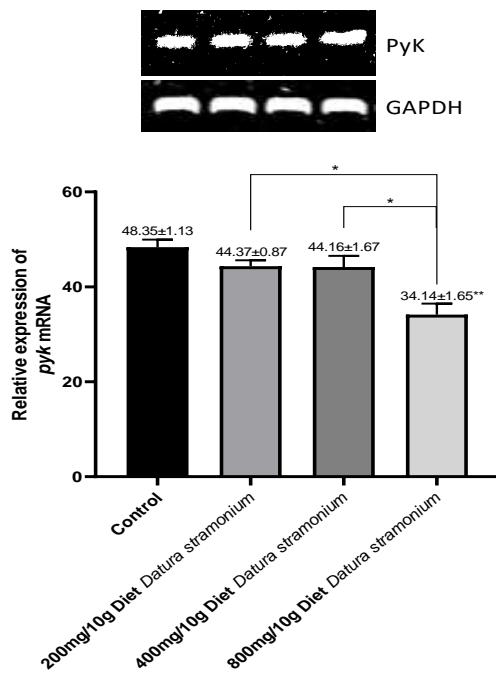 PyK
GAPDH
*
*
60
48.35±1.13
44.37±0.87
44.16±1.67
34.14±1.65**
40
20
0
Relative expression of
pyk mRNA
Control
200mg/10g Diet Datura stramonium
400mg/10g Diet Datura stramonium
800mg/10g Diet Datura stramonium